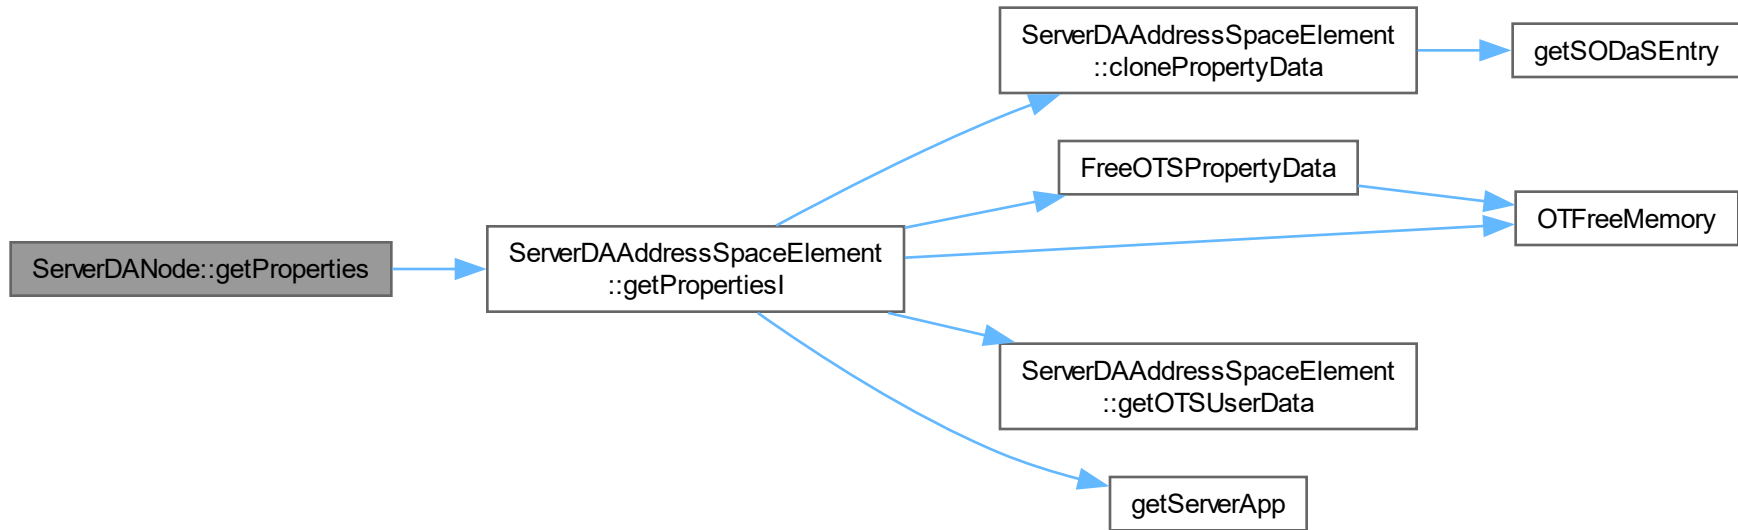 ServerDANode::getProperties
ServerDAAddressSpaceElement
::getPropertiesI
ServerDAAddressSpaceElement
::clonePropertyData
getSODaSEntry
FreeOTSPropertyData
OTFreeMemory
ServerDAAddressSpaceElement
::getOTSUserData
getServerApp